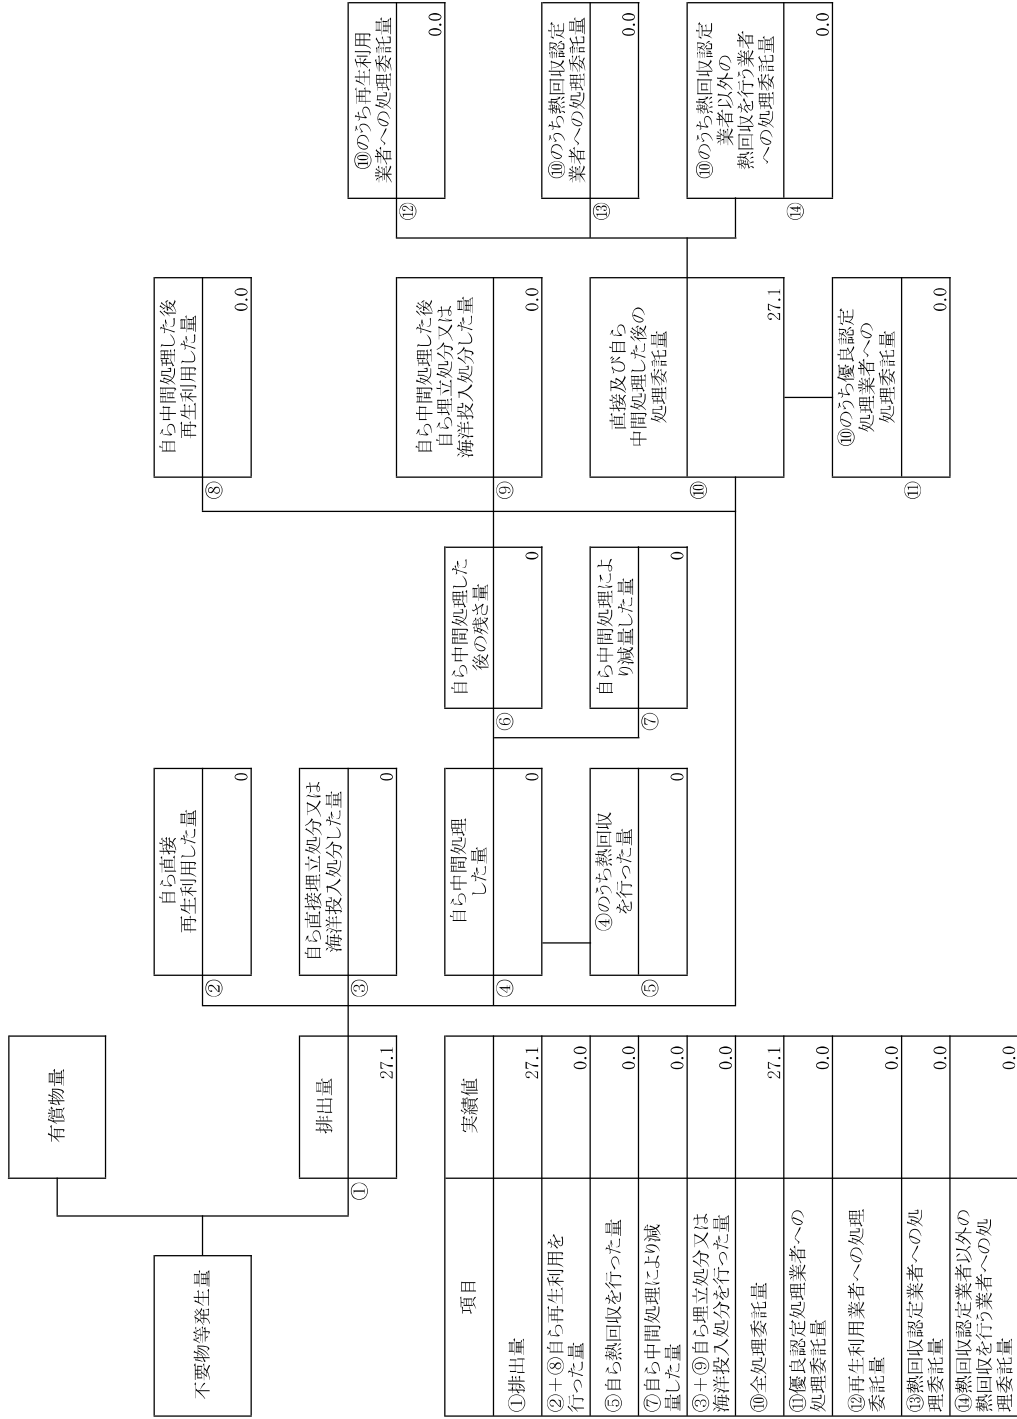 有償物量
不要物等発生量
①
排出量
27.1
②
自ら直接
再生利用した量
0
③
自ら直接埋立処分又は
海洋投入処分した量
0
④
自ら中間処理
した量
0
⑤
④のうち熱回収
を行った量
0
⑥
自ら中間処理した
後の残さ量
0
⑦
自ら中間処理によ
り減量した量
0
⑧
自ら中間処理した後
再生利用した量
0.0
⑨
自ら中間処理した後
自ら埋立処分又は
海洋投入処分した量
0.0
⑩
直接及び自ら
中間処理した後の
処理委託量
27.1
⑪
⑩のうち優良認定
処理業者への
処理委託量
0.0
⑫
⑩のうち再生利用
業者への処理委託量
0.0
⑬
⑩のうち熱回収認定
業者への処理委託量
0.0
⑭
⑩のうち熱回収認定
業者以外の
熱回収を行う業者
への処理委託量
0.0
項目 実績値
①排出量 27.1
②+⑧自ら再生利用を
行った量 0.0
⑤自ら熱回収を行った量 0.0
⑦自ら中間処理により減
量した量 0.0
③+⑨自ら埋立処分又は
海洋投入処分を行った量 0.0
⑩全処理委託量 27.1
⑪優良認定処理業者への
処理委託量 0.0
⑫再生利用業者への処理
委託量 0.0
⑬熱回収認定業者への処
理委託量 0.0
⑭熱回収認定業者以外の
熱回収を行う業者への処
理委託量 0.0